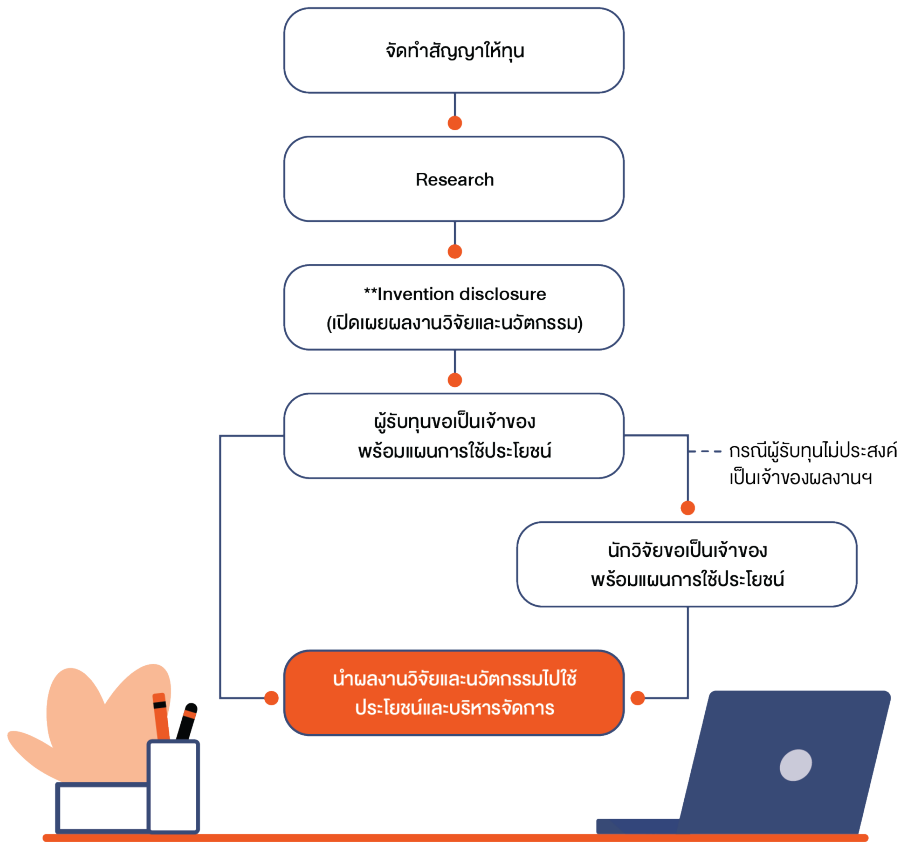 จัดทำสัญญาให้ทุน
Research
**Invention disclosure
(เปิดเผยผลงานวิจัยและนวัตกรรม)
ผู้รับทุนขอเป็นเจ้าของ
พร้อมแผนการใช้ประโยชน์
กรณีผู้รับทุนไม่ประสงค์
เป็นเจ้าของผลงานฯ
นักวิจัยขอเป็นเจ้าของ
พร้อมแผนการใช้ประโยชน์
นำผลงานวิจัยและนวัตกรรมไปใช้
ประโยชน์และบริหารจัดการ